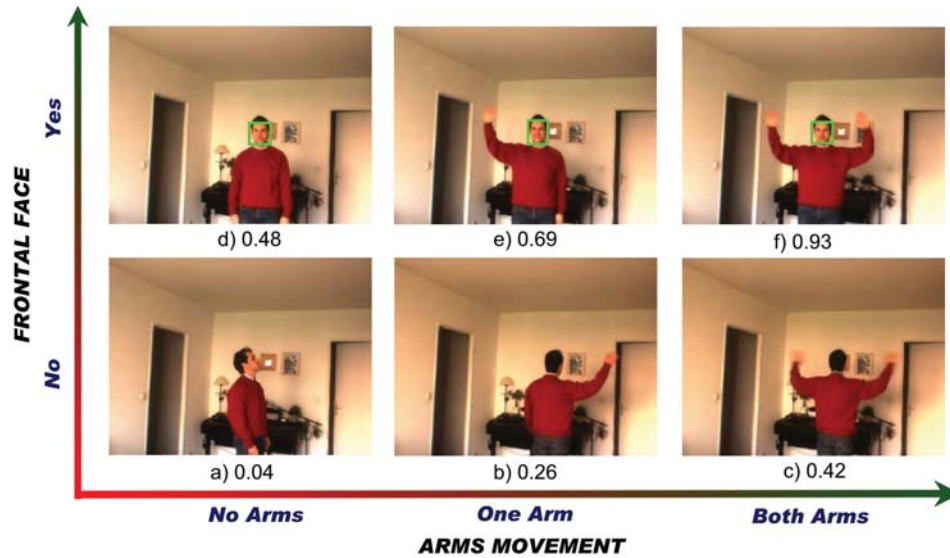 FRONTAL FACE
Yes
No
d) 0.48
e) 0.69
f) 0.93
a) 0.04
b) 0.26
c) 0.42
No Arms
One Arm
Both Arms
ARMS MOVEMENT